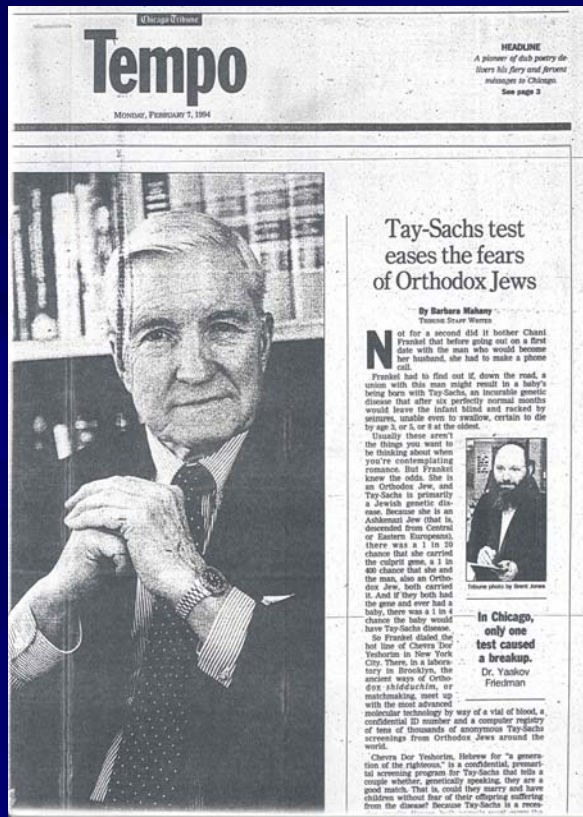 Chicago Tribune
Tempo
MONDAY, FEBRUARY 7, 1994
HEADLINE
A pioneer of dub poetry de-
livers his fiery and fervent
messages to Chicago.
See page 3
Tay-Sachs test
eases the fears
of Orthodox Jews
By Barbara Mahany
TRIBUNE STAFF WRITER
Not for a second did it bother Chani
Frankel that before going out on a first
date with the man who would become
her husband, she had to make a phone
call.
Frankel had to find out if, down the road, a
union with this man might result in a baby's
being born with Tay-Sachs, an incurable genetic
disease that after six perfectly normal months
would leave the infant blind and racked by
seizures, unable even to swallow, certain to die
by age 3, or 5, or 8 at the oldest.
Usually these aren't
the things you want to
be thinking about when
you're contemplating
romance. But Frankel
knew the odds. She is
an Orthodox Jew, and
Tay-Sachs is primarily
a Jewish genetic dis-
ease. Because she is an
Ashkenazi Jew (that is,
descended from Central
or Eastern Europeans),
there was a 1 in 20
chance that she carried
the culprit gene, a 1 in
400 chance that she and
the man, also an Ortho-
dox Jew, both carried
it. And if they both had
the gene and ever had a
baby, there was a 1 in 4
chance the baby would
have Tay-Sachs disease.
So Frankel dialed the
hot line of Chevra Dor
Yeshorim in New York
City. There, in a labora-
tory in Brooklyn, the
ancient ways of Ortho-
dox shidduchim, or
matchmaking, meet up
with the most advanced
molecular technology by way of a vial of blood, a
confidential ID number and a computer registry
of tens of thousands of anonymous Tay-Sachs
screenings from Orthodox Jews around the
world.
Chevra Dor Yeshorim, Hebrew for "a genera-
tion of the righteous," is a confidential, premari-
tal screening program for Tay-Sachs that tells a
couple whether, genetically speaking, they are a
good match. That is, could they marry and have
children without fear of their offspring suffering
from the disease? Because Tay-Sachs is a reces-
Tribune photo by Brent Jones
In Chicago,
only one
test caused
a breakup.
Dr. Yaakov
Friedman